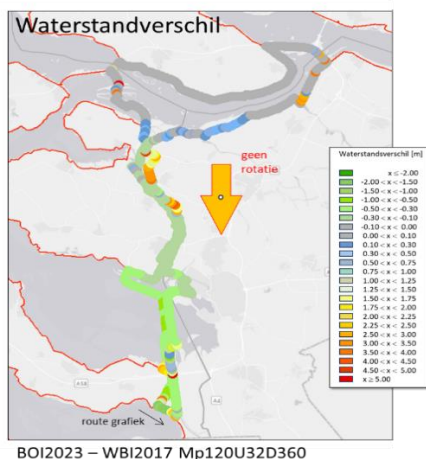 Waterstandverschil
geen
rotatie
Waterstandsverschil [m]
x ≤ -2.00
-2.00 < x ≤ -1.50
-1.50 < x ≤ -1.00
-1.00 < x ≤ -0.50
-0.50 < x ≤ -0.30
-0.30 < x ≤ -0.10
-0.10 < x ≤ 0.00
0.00 < x ≤ 0.10
0.10 < x ≤ 0.30
0.30 < x ≤ 0.50
0.50 < x ≤ 0.75
0.75 < x ≤ 1.00
1.00 < x ≤ 1.25
1.25 < x ≤ 1.50
1.50 < x ≤ 1.75
1.75 < x ≤ 2.00
2.00 < x ≤ 2.25
2.25 < x ≤ 2.50
2.50 < x ≤ 3.00
3.00 < x ≤ 3.50
3.50 < x ≤ 4.00
4.00 < x ≤ 4.50
4.50 < x ≤ 5.00
x ≥ 5.00
A58
A4
route grafiek
BOI2023 – WBI2017 Mp120U32D360